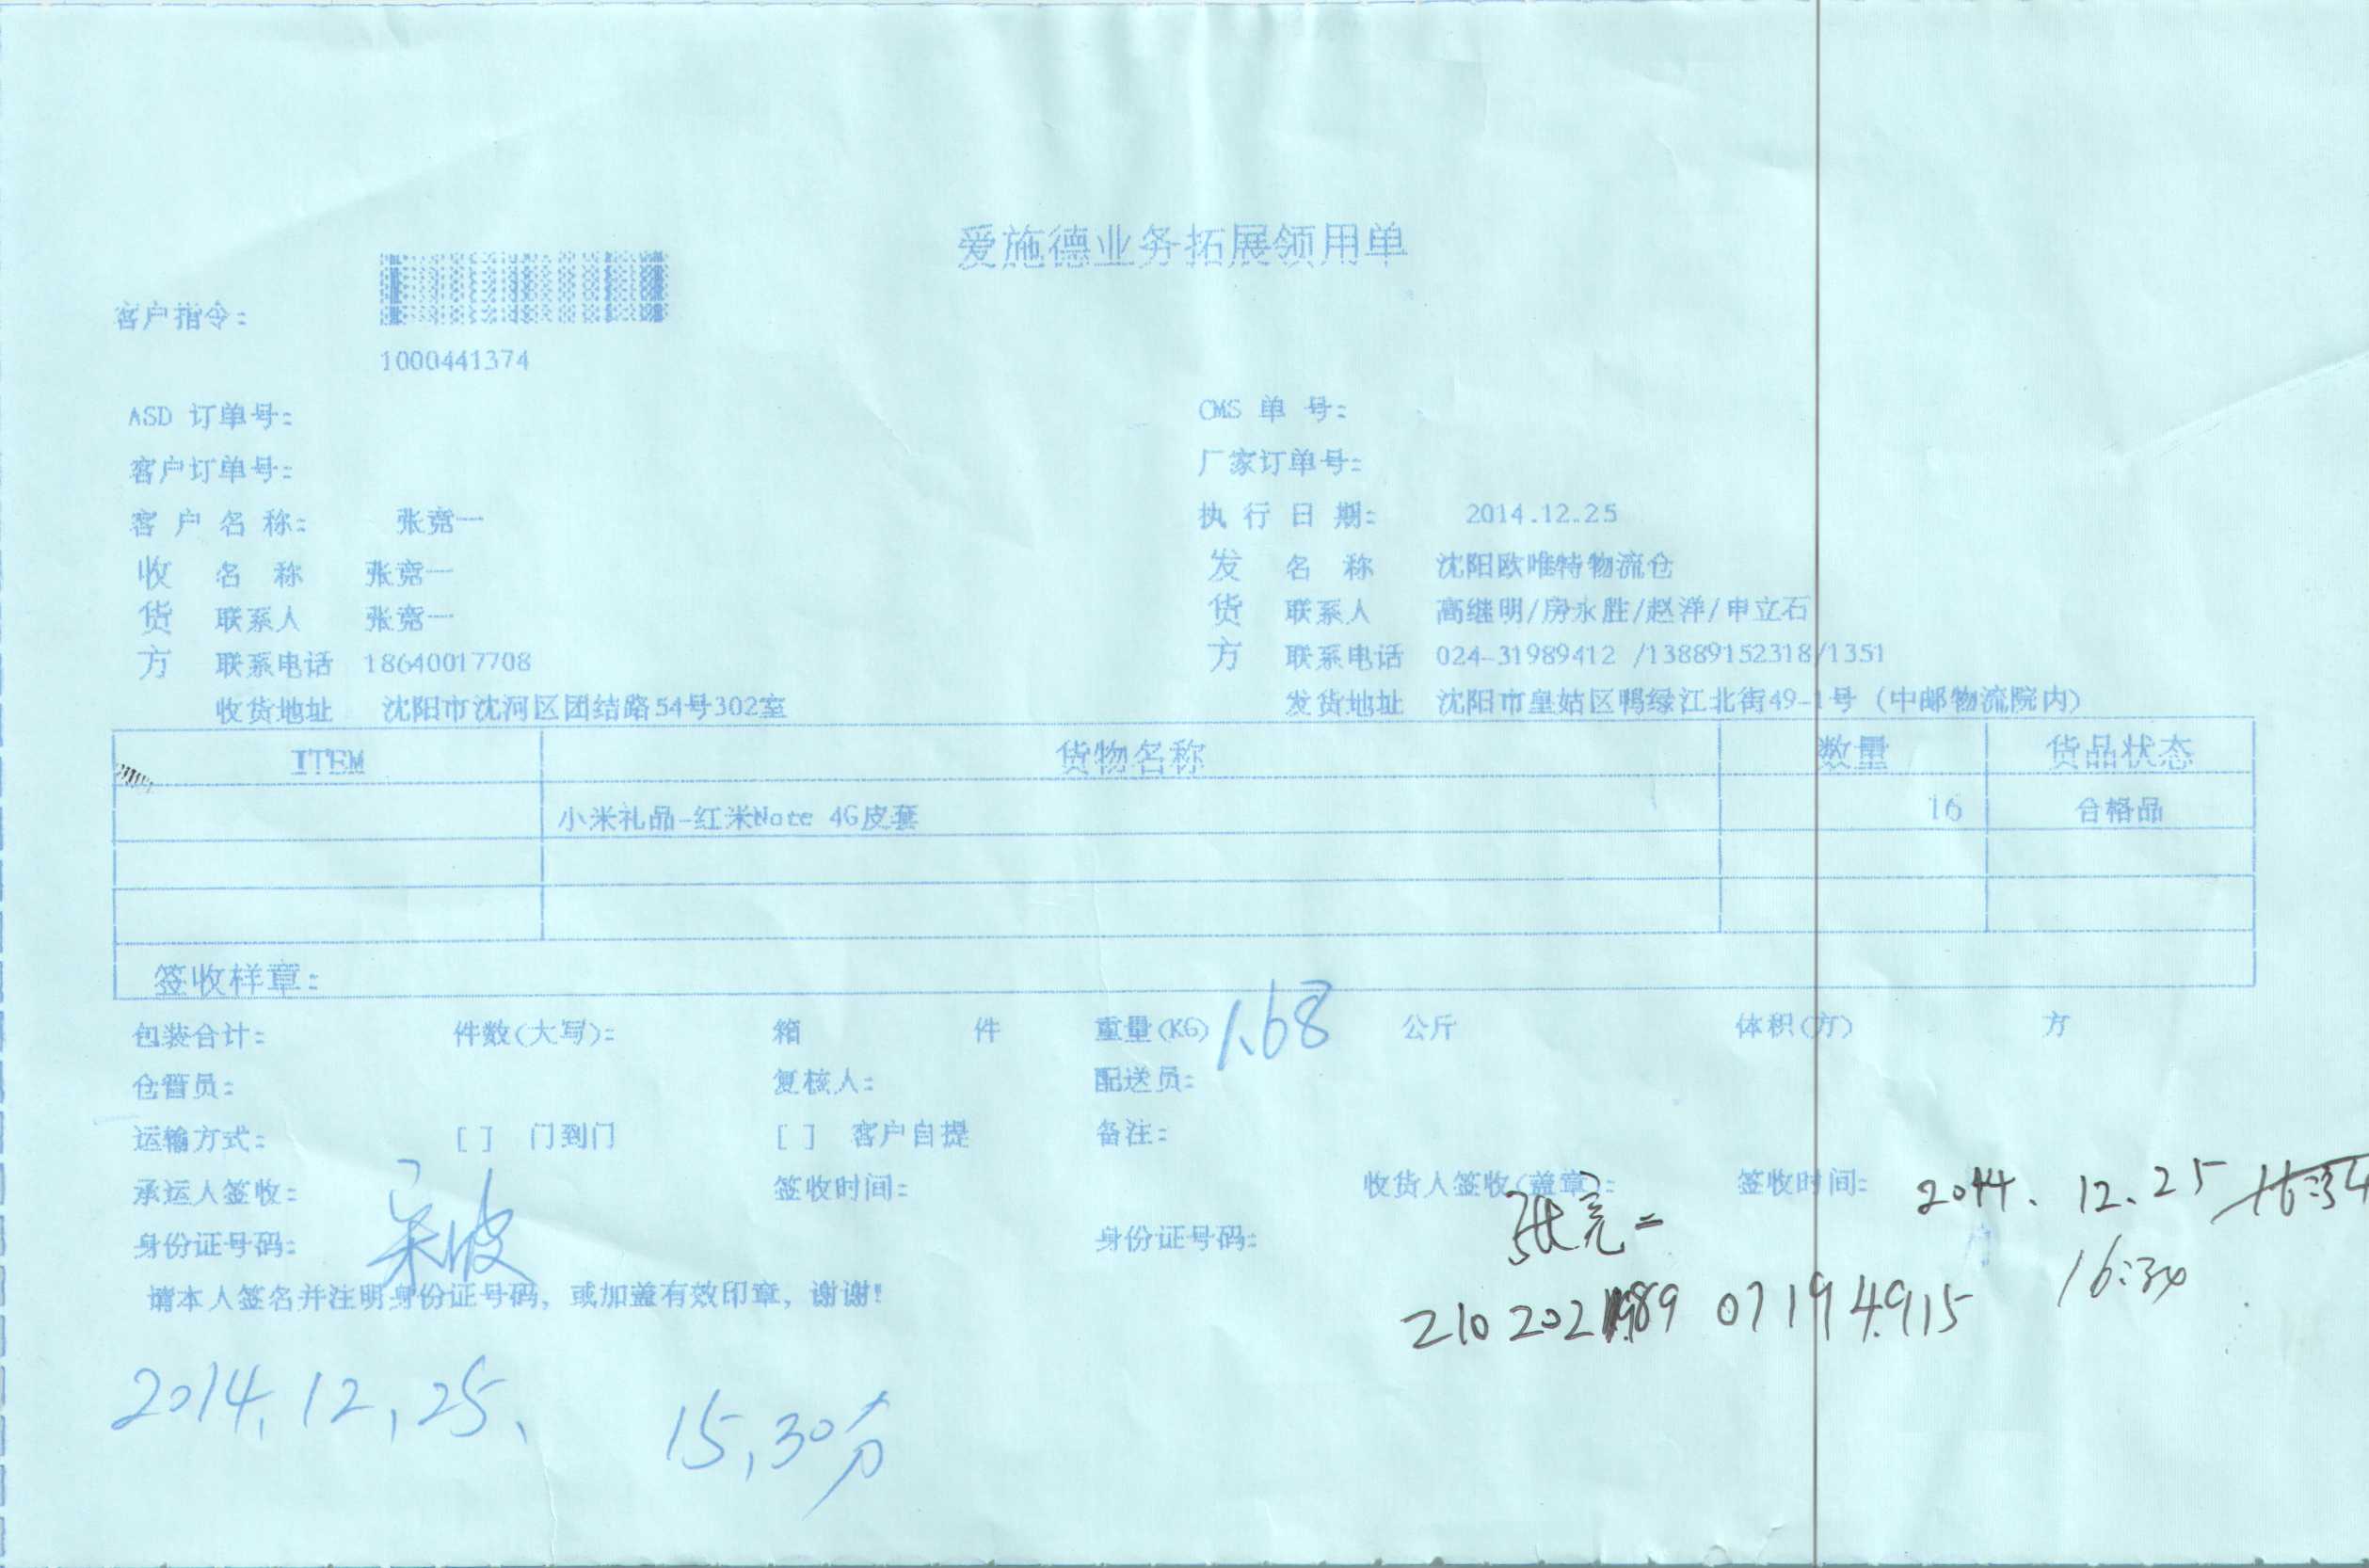 爱施德业务拓展领用单
客户指令:
1000441374
ASD 订单号: CMS 单 号:
客户订单号: 厂家订单号:
客 户 名 称: 张竞一 执 行 日 期: 2014.12.25
收 名 称 张竞一 发 名 称 沈阳欧唯特物流仓
货 联系人 张竞一 货 联系人 高继明/房永胜/赵洋/申立石
方 联系电话 18640017708 方 联系电话 024-31989412 /13889152318/1351
收货地址 沈阳市沈河区团结路54号302室 发货地址 沈阳市皇姑区鸭绿江北街49-1号 (中邮物流院内)
ITEM 货物名称 数量 货品状态
小米礼品-红米Note 4G皮套 16 合格品
签收样章:
包装合计: 件数(大写): 箱 件 重量(KG) 1.68 公斤 体积(方) 方
仓管员: 复核人: 配送员:
运输方式: [ ] 门到门 [ ] 客户自提 备注:
承运人签收: 签收时间: 收货人签收(盖章): 签收时间: 2014. 12. 25
身份证号码: 身份证号码:
请本人签名并注明身份证号码, 或加盖有效印章, 谢谢!
2014,12,25、 15,30分